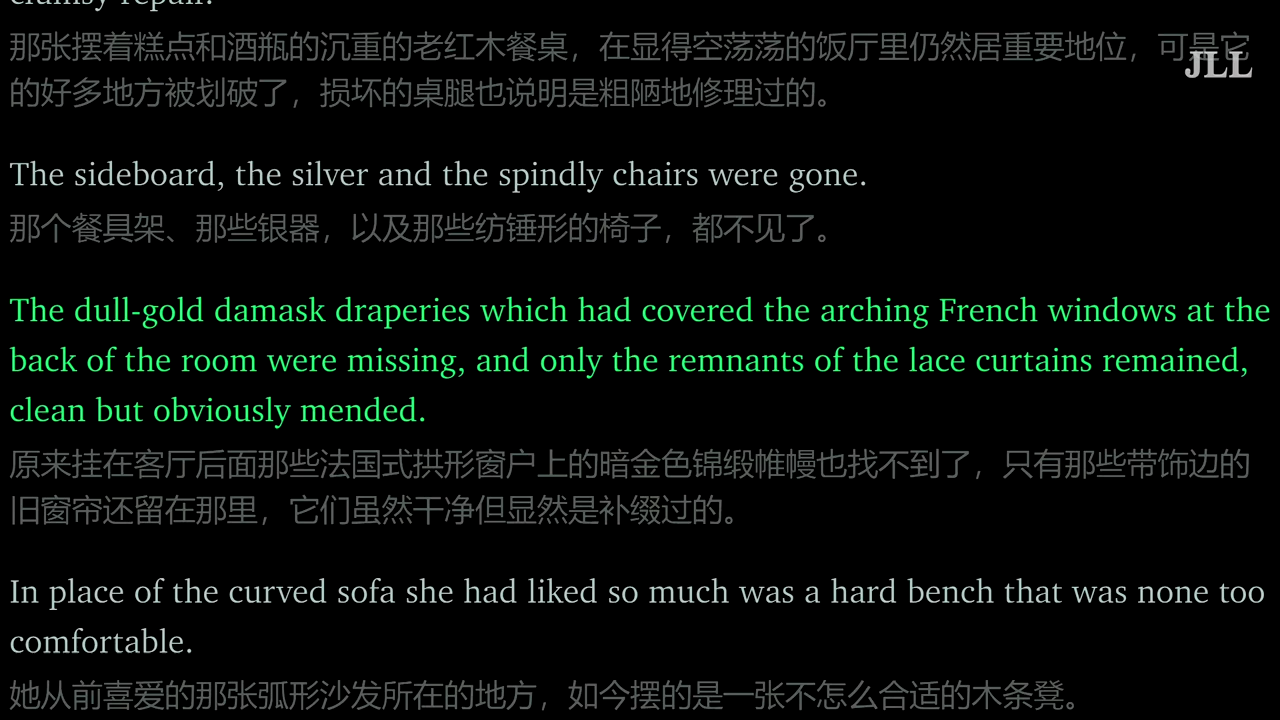 clumsy repair.
那张摆着糕点和酒瓶的沉重的老红木餐桌，在显得空荡荡的饭厅里仍然居重要地位，可是它
JLL
的好多地方被划破了，损坏的桌腿也说明是粗陋地修理过的。
The sideboard, the silver and the spindly chairs were gone.
那个餐具架、那些银器，以及那些纺锤形的椅子，都不见了。
The dull-gold damask draperies which had covered the arching French windows at the
back of the room were missing, and only the remnants of the lace curtains remained,
clean but obviously mended.
原来挂在客厅后面那些法国式拱形窗户上的暗金色锦缎帷幔也找不到了，只有那些带饰边的
旧窗帘还留在那里，它们虽然干净但显然是补缀过的。
In place of the curved sofa she had liked so much was a hard bench that was none too
comfortable.
她从前喜爱的那张弧形沙发所在的地方，如今摆的是一张不怎么合适的木条凳。